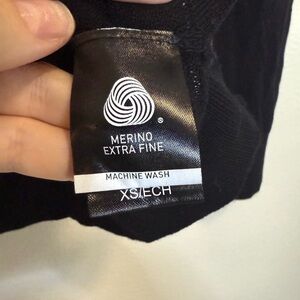 ®
MERINO
EXTRA FINE
MACHINE WASH
XS/ECH